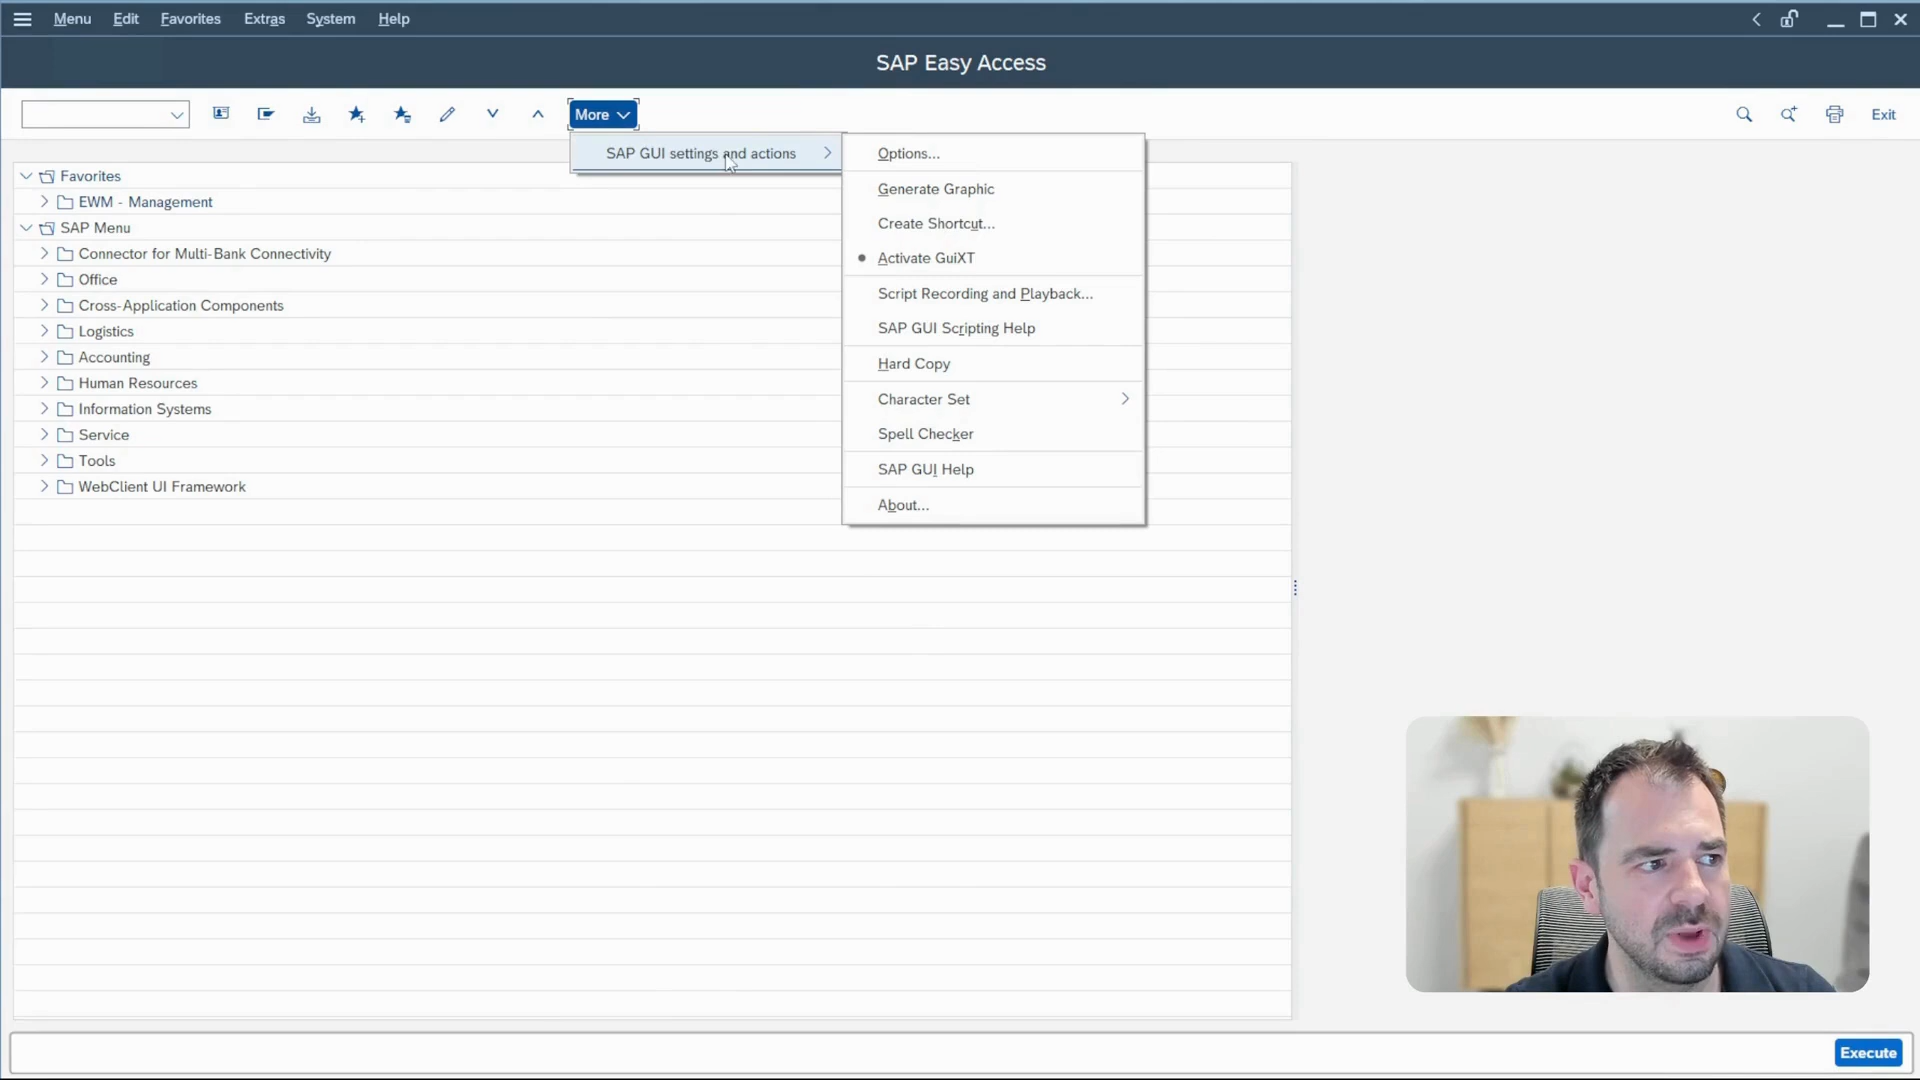 Menu Edit Favorites Extras System Help
SAP Easy Access
More
Exit
SAP GUI settings and actions
Options...
Generate Graphic
Create Shortcut...
Activate GuiXT
Script Recording and Playback...
SAP GUI Scripting Help
Hard Copy
Character Set
Spell Checker
SAP GUI Help
About...
Favorites
EWM - Management
SAP Menu
Connector for Multi-Bank Connectivity
Office
Cross-Application Components
Logistics
Accounting
Human Resources
Information Systems
Service
Tools
WebClient UI Framework
Execute